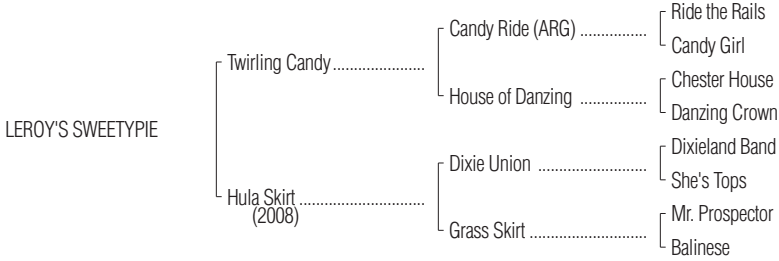 Ride the Rails
Candy Ride (ARG) ................
Candy Girl
Twirling Candy ......................
Chester House
House of Danzing ................
Danzing Crown
LEROY'S SWEETYPIE
Dixieland Band
Dixie Union ..........................
She's Tops
Hula Skirt ..............................
(2008)
Mr. Prospector
Grass Skirt ............................
Balinese